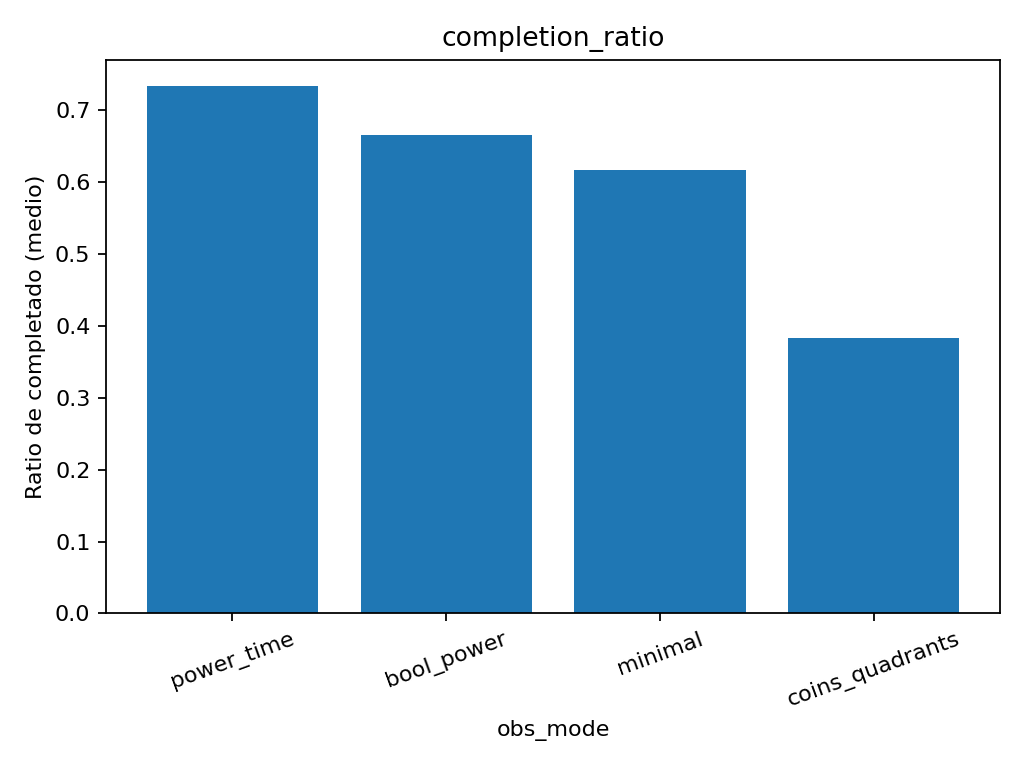 completion_ratio
Ratio de completado (medio)
0.7
0.6
0.5
0.4
0.3
0.2
0.1
0.0
power_time
bool_power
minimal
coins_quadrants
obs_mode